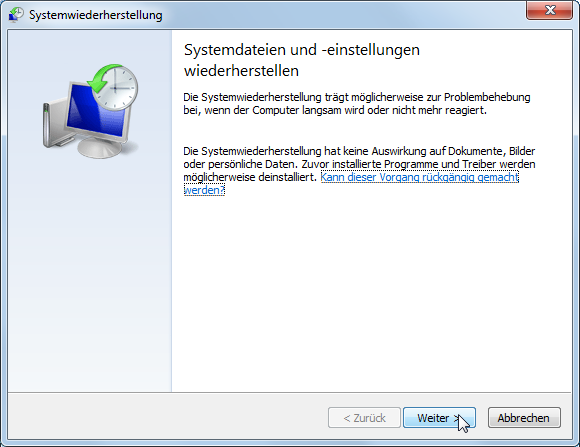 Systemwiederherstellung
Systemdateien und -einstellungen
wiederherstellen
Die Systemwiederherstellung trägt möglicherweise zur Problembehebung
bei, wenn der Computer langsam wird oder nicht mehr reagiert.
Die Systemwiederherstellung hat keine Auswirkung auf Dokumente, Bilder
oder persönliche Daten. Zuvor installierte Programme und Treiber werden
möglicherweise deinstalliert. Kann dieser Vorgang rückgängig gemacht
werden?
< Zurück Weiter > Abbrechen